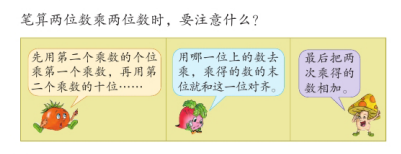 笔算两位数乘两位数时，要注意什么？
先用第二个乘数的个位
乘第一个乘数，再用第
二个乘数的十位……
用哪一位上的数去
乘，乘得的数的末
位就和这一位对齐。
最后把两
次乘得的
数相加。